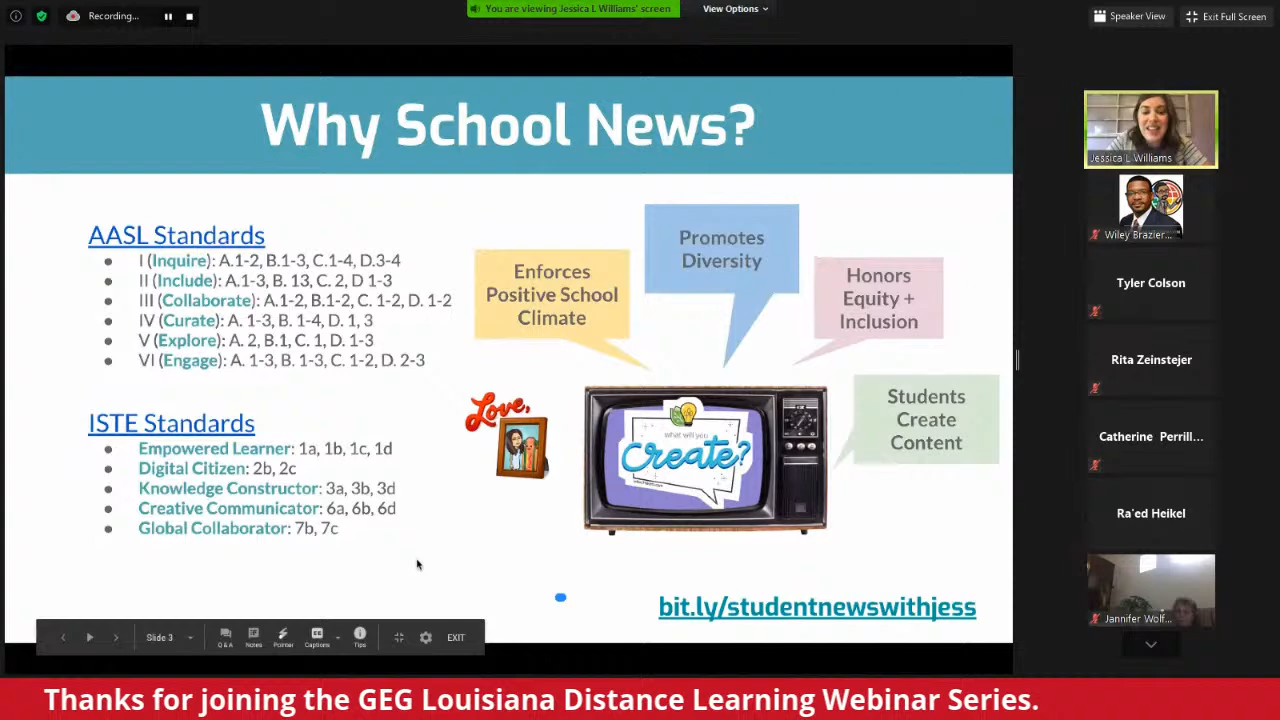 Recording...
You are viewing Jessica L Williams' screen
View Options
Speaker View
Exit Full Screen
Why School News?
AASL Standards
I (Inquire): A.1-2, B.1-3, C.1-4, D.3-4
II (Include): A.1-3, B. 13, C. 2, D 1-3
III (Collaborate): A.1-2, B.1-2, C. 1-2, D. 1-2
IV (Curate): A. 1-3, B. 1-4, D. 1, 3
V (Explore): A. 2, B.1, C. 1, D. 1-3
VI (Engage): A. 1-3, B. 1-3, C. 1-2, D. 2-3
ISTE Standards
Empowered Learner: 1a, 1b, 1c, 1d
Digital Citizen: 2b, 2c
Knowledge Constructor: 3a, 3b, 3d
Creative Communicator: 6a, 6b, 6d
Global Collaborator: 7b, 7c
Enforces
Positive School
Climate
Promotes
Diversity
Honors
Equity +
Inclusion
Students
Create
Content
Love,
what will you
Create?
bit.ly/studentnewswithjess
Slide 3
Q & A
Notes
Pointer
Captions
Tips
EXIT
Jessica L Williams
Wiley Brazier...
Tyler Colson
Rita Zeinstejer
Catherine Perrill...
Ra'ed Heikel
Jannifer Wolf...
Thanks for joining the GEG Louisiana Distance Learning Webinar Series.